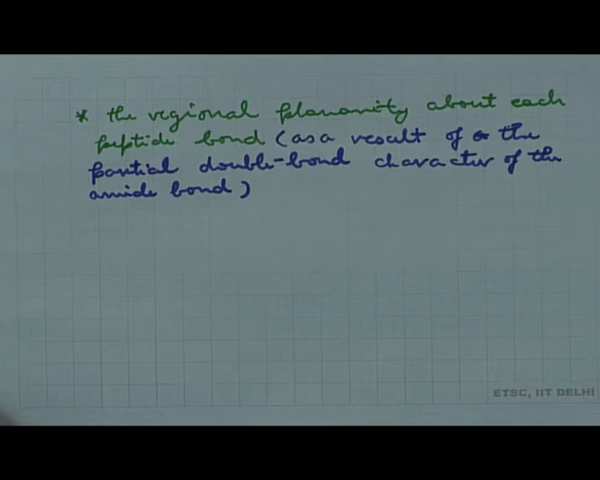 * the regional planarity about each
peptide bond (as a result of the
partial double-bond character of the
amide bond)
ETSC, IIT DELHI